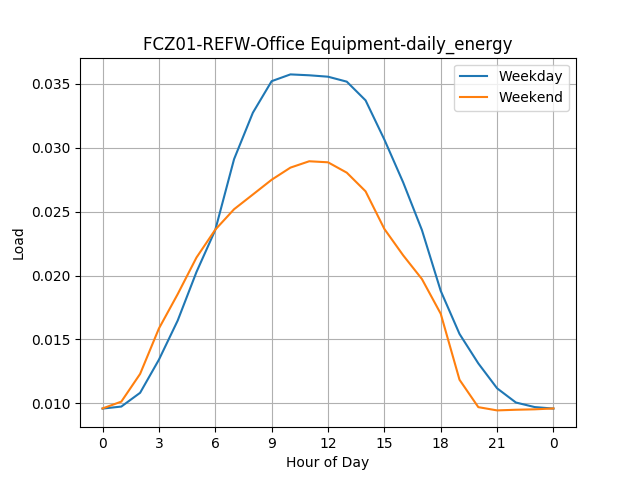 FCZ01-REFW-Office Equipment-daily_energy
Weekday
Weekend
Load
0.035
0.030
0.025
0.020
0.015
0.010
0 3 6 9 12 15 18 21 0
Hour of Day